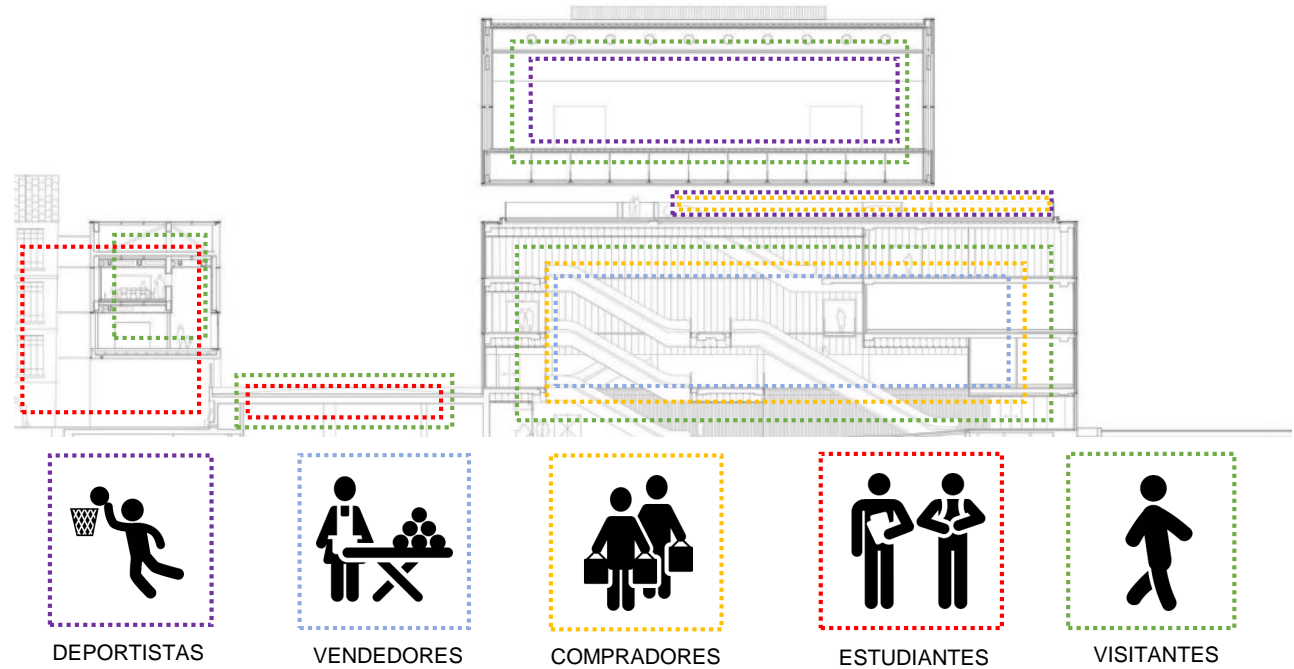 DEPORTISTAS
VENDEDORES
COMPRADORES
ESTUDIANTES
VISITANTES